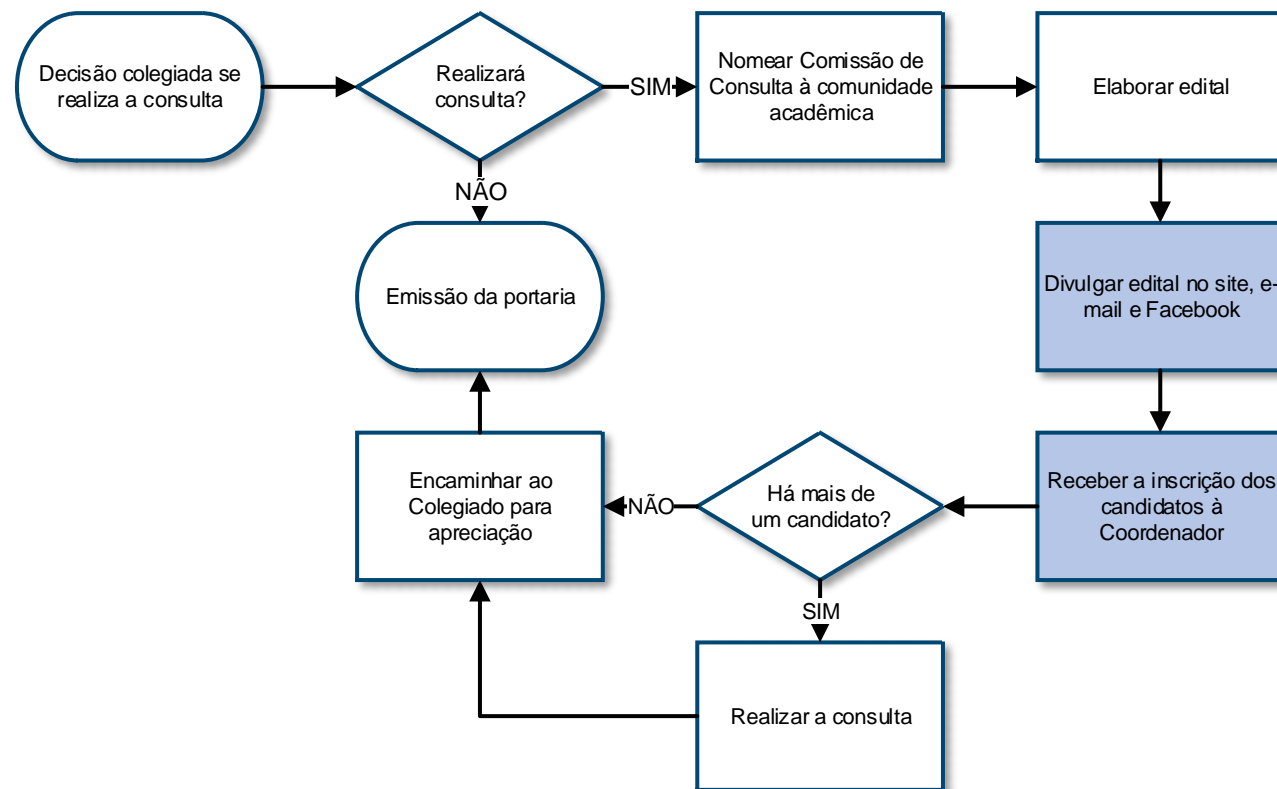 Decisão colegiada se
realiza a consulta
Realizará
consulta?
SIM
Nomear Comissão de
Consulta à comunidade
acadêmica
Elaborar edital
NÃO
Emissão da portaria
Divulgar edital no site, e-
mail e Facebook
Encaminhar ao
Colegiado para
apreciação
NÃO
Há mais de
um candidato?
Receber a inscrição dos
candidatos à
Coordenador
SIM
Realizar a consulta